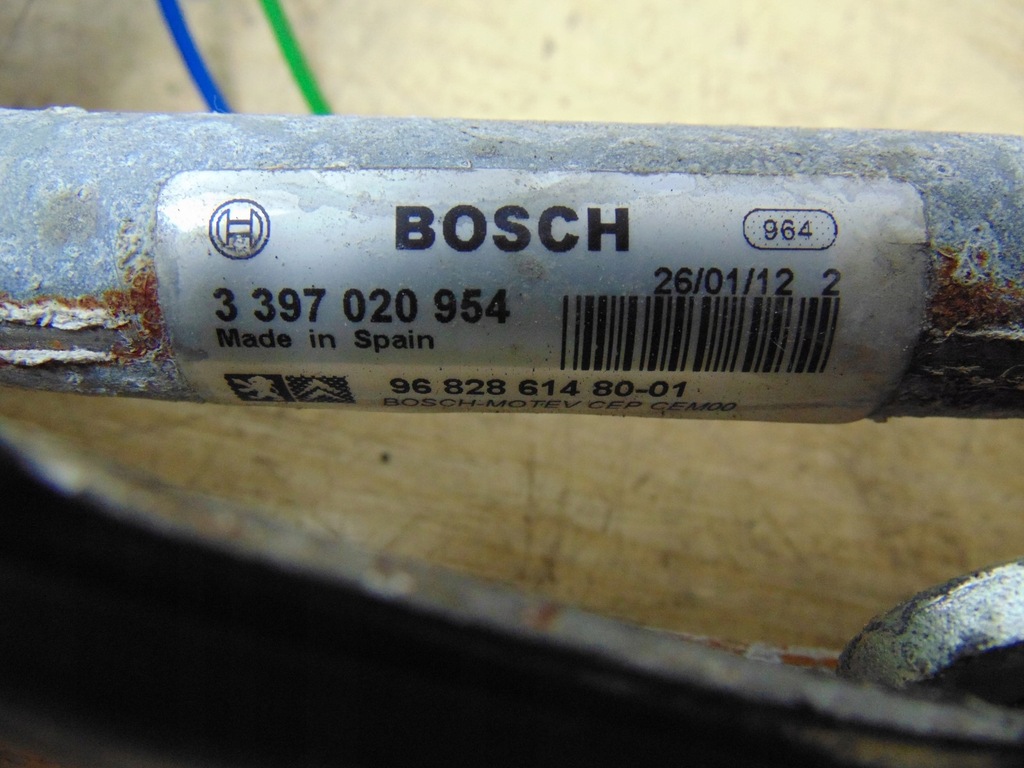 BOSCH
964
26/01/12 2
3 397 020 954
Made in Spain
96 828 614 80-01
BOSCH-MOTEV CEP CEM00